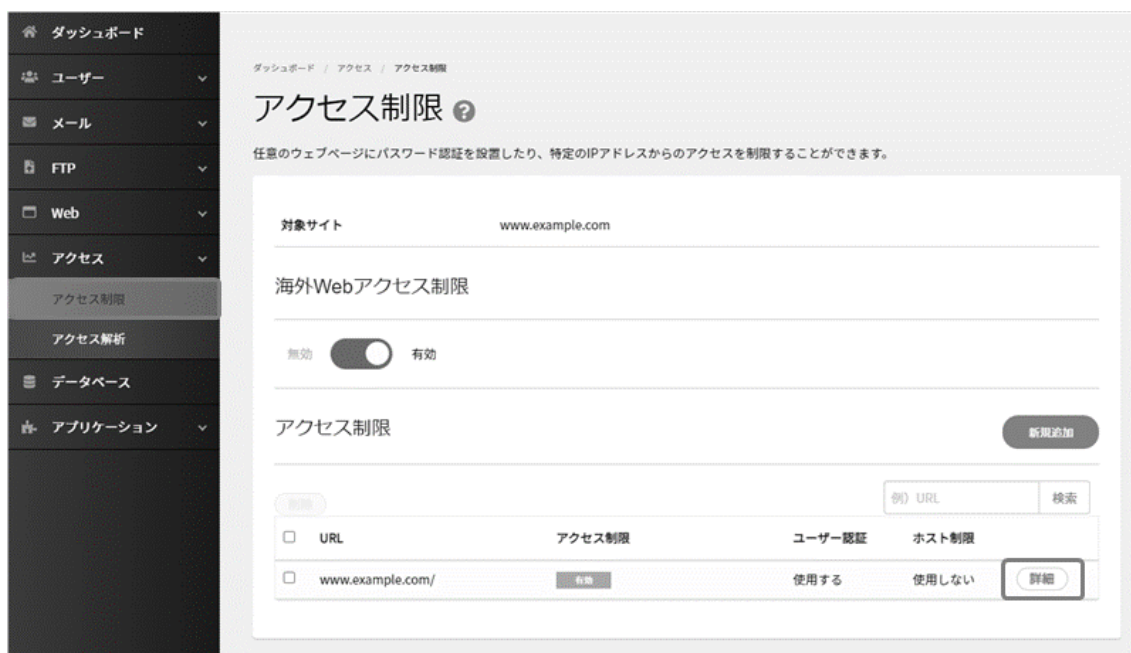 ダッシュボード
ユーザー
メール
FTP
Web
アクセス
アクセス制限
アクセス解析
データベース
アプリケーション
ダッシュボード / アクセス / アクセス制限
アクセス制限 ?
任意のウェブページにパスワード認証を設置したり、特定のIPアドレスからのアクセスを制限することができます。
対象サイト www.example.com
海外Webアクセス制限
無効 有効
アクセス制限 新規追加
削除 例）URL 検索
URL アクセス制限 ユーザー認証 ホスト制限
www.example.com/ 有効 使用する 使用しない 詳細